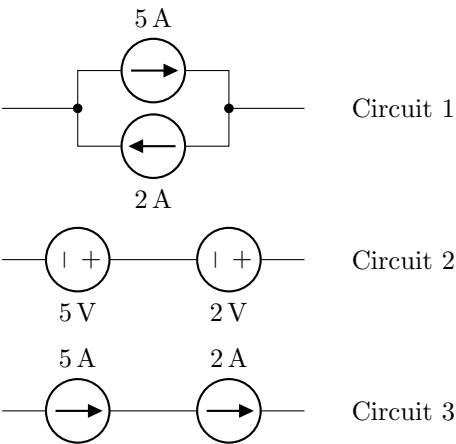 5 A
Circuit 1
2 A
| + | + Circuit 2
5 V 2 V
5 A 2 A
Circuit 3